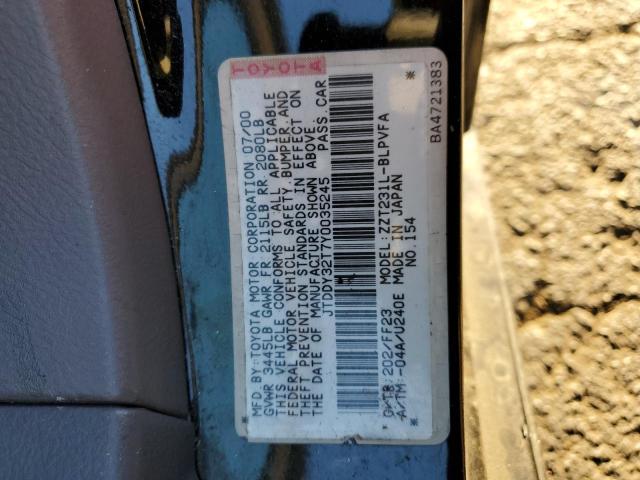 TOYOTA
MFD.BY:TOYOTA MOTOR CORPORATION 07/00
GVWR 3445LB GAWR FR 2115LB RR 2080LB
THIS VEHICLE CONFORMS TO ALL APPLICABLE
FEDERAL MOTOR VEHICLE SAFETY,BUMPER,AND
THEFT PREVENTION STANDARDS IN EFFECT ON
THE DATE OF MANUFACTURE SHOWN ABOVE.
JTDDY32T7Y0035245 PASS. CAR
C/TR:202/FF23 MODEL:ZZT231L-BLPVFA
A/TM:-04A/U240E MADE IN JAPAN
* NO.154 *
BA4721383